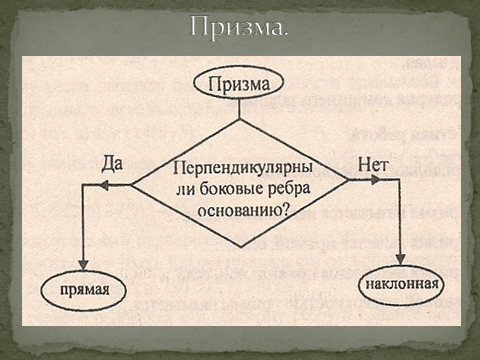 Призма.
Призма
Да
Перпендикулярны
ли боковые ребра
основанию?
Нет
прямая
наклонная